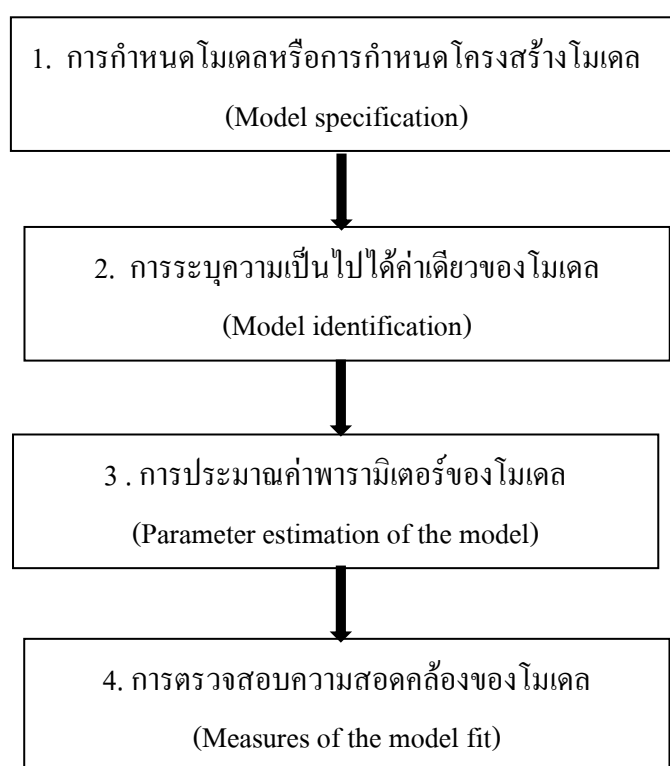 1. การกำหนดโมเดลหรือการกำหนดโครงสร้างโมเดล
(Model specification)
2. การระบุความเป็นไปได้ค่าเดียวของโมเดล
(Model identification)
3 . การประมาณค่าพารามิเตอร์ของโมเดล
(Parameter estimation of the model)
4. การตรวจสอบความสอดคล้องของโมเดล
(Measures of the model fit)